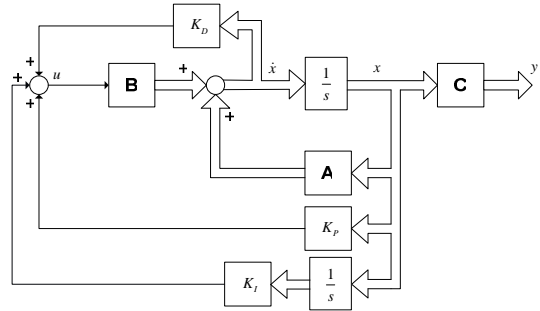 K_D
+ + ẋ x y
+ u B + 1/s C
+ +
A
K_P
K_I 1/s